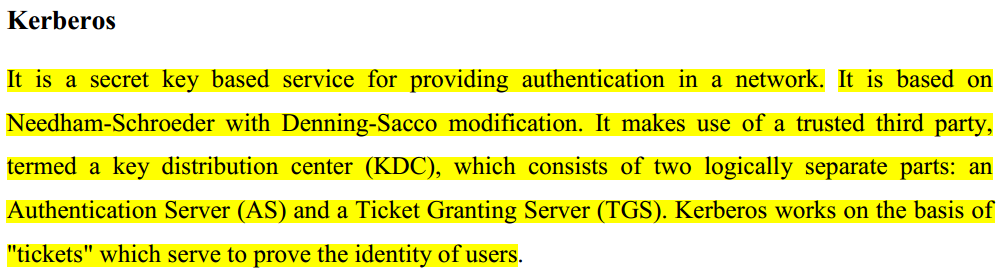 Kerberos
It is a secret key based service for providing authentication in a network. It is based on
Needham-Schroeder with Denning-Sacco modification. It makes use of a trusted third party,
termed a key distribution center (KDC), which consists of two logically separate parts: an
Authentication Server (AS) and a Ticket Granting Server (TGS). Kerberos works on the basis of
"tickets" which serve to prove the identity of users.